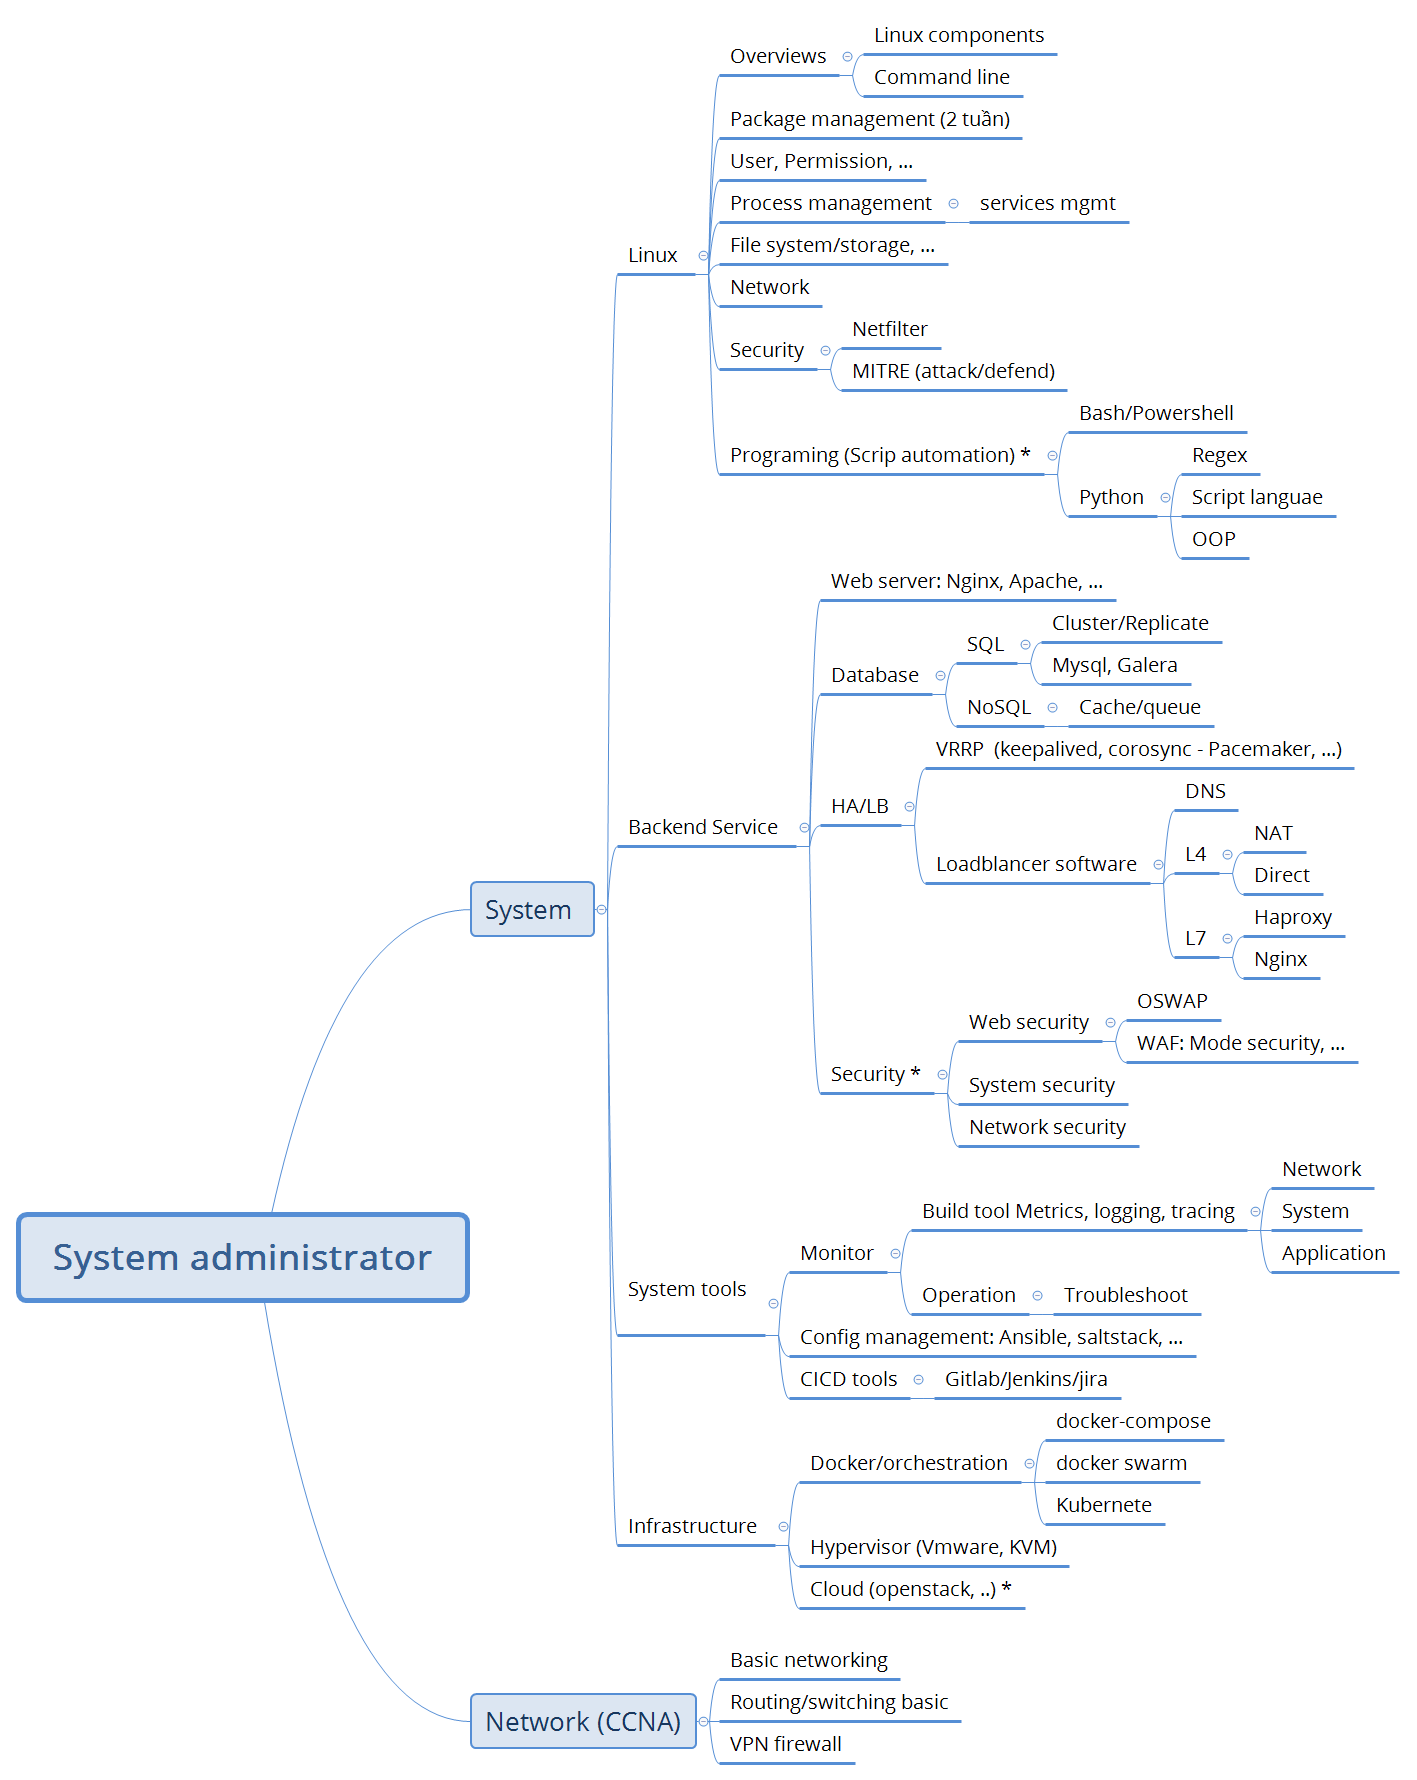 Linux components
Overviews
Command line
Package management (2 tuần)
User, Permission, ...
Process management
services mgmt
File system/storage, ...
Linux
Network
Netfilter
Security
MITRE (attack/defend)
Bash/Powershell
Programing (Scrip automation) *
Regex
Python
Script languae
OOP
Web server: Nginx, Apache, ...
Cluster/Replicate
SQL
Mysql, Galera
Database
NoSQL
Cache/queue
VRRP  (keepalived, corosync - Pacemaker, ...)
DNS
HA/LB
Backend Service
NAT
L4
Loadblancer software
Direct
System
Haproxy
L7
Nginx
OSWAP
Web security
WAF: Mode security, ...
Security *
System security
Network security
Network
Build tool Metrics, logging, tracing
System
Monitor
Application
System administrator
System tools
Operation
Troubleshoot
Config management: Ansible, saltstack, ...
CICD tools
Gitlab/Jenkins/jira
docker-compose
Docker/orchestration
docker swarm
Kubernete
Infrastructure
Hypervisor (Vmware, KVM)
Cloud (openstack, ..) *
Basic networking
Routing/switching basic
Network (CCNA)
VPN firewall